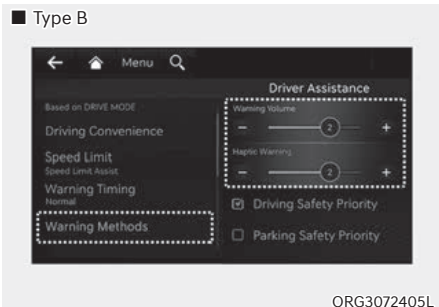 ■ Type B
Menu
Driver Assistance
Based on DRIVE MODE
Driving Convenience
Speed Limit
Speed Limit Assist
Warning Timing
Normal
Warning Methods
Warning Volume
− 2 +
Haptic Warning
− 2 +
Driving Safety Priority
Parking Safety Priority
ORG3072405L